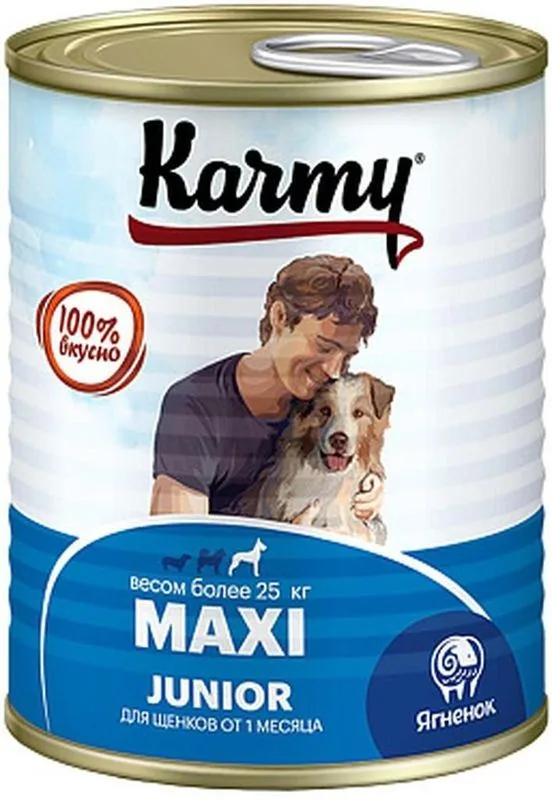 Karmy®
100%
вкусно
весом более 25 кг
MAXI
JUNIOR
ДЛЯ ЩЕНКОВ ОТ 1 МЕСЯЦА
Ягненок